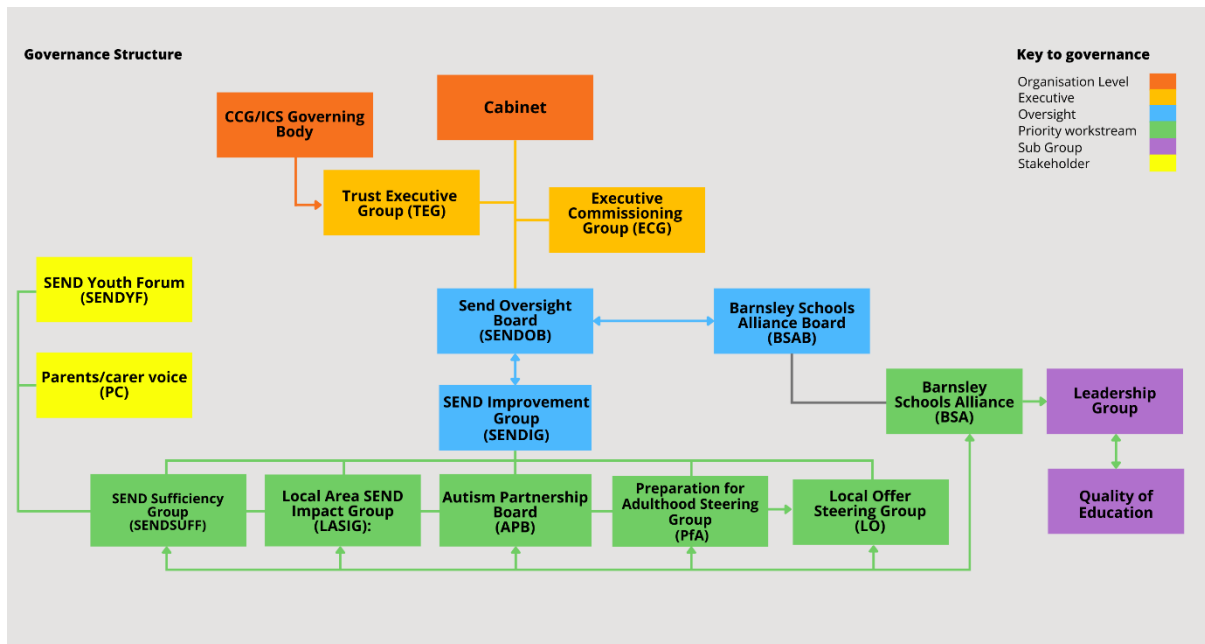 Governance Structure
Key to governance
Organisation Level
Executive
Oversight
Priority workstream
Sub Group
Stakeholder
Cabinet
CCG/ICS Governing
Body
Trust Executive
Group (TEG)
Executive
Commissioning
Group (ECG)
SEND Youth Forum
(SENDYF)
Send Oversight
Board
(SENDOB)
Barnsley Schools
Alliance Board
(BSAB)
Parents/carer voice
(PC)
SEND Improvement
Group
(SENDIG)
Barnsley
Schools Alliance
(BSA)
Leadership
Group
SEND Sufficiency
Group
(SENDSUFF)
Local Area SEND
Impact Group
(LASIG):
Autism Partnership
Board
(APB)
Preparation for
Adulthood Steering
Group
(PfA)
Local Offer
Steering Group
(LO)
Quality of
Education